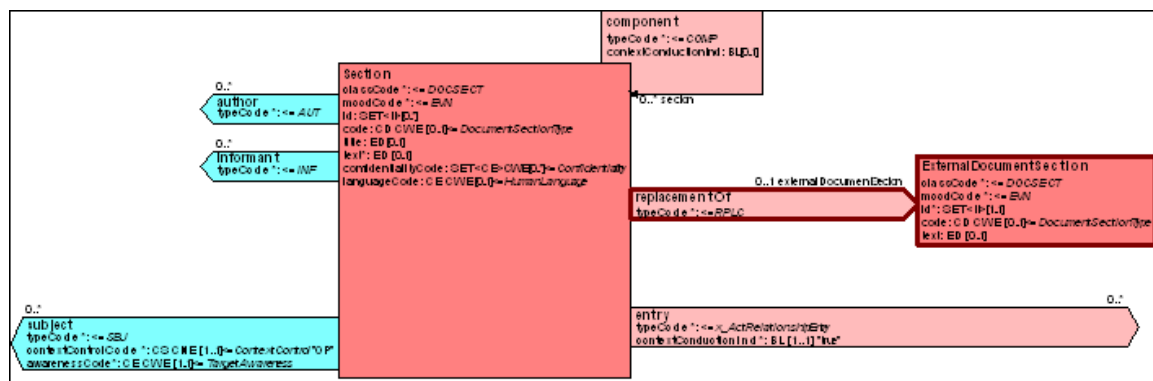 component
typeCode*: <= COMP
contextConductionInd: BL[0..1]
0..* section
Section
classCode*: <= DOCSECT
moodCode*: <= EVN
id: SET<II>[0..*]
code: CD CWE [0..1] <= DocumentSectionType
title: ED [0..1]
text*: ED [0..1]
confidentialityCode: SET<CE>CWE[0..*] <= Confidentiality
languageCode: CE CWE[0..1] <= HumanLanguage
0..*
author
typeCode*: <= AUT
0..*
informant
typeCode*: <= INF
0..1 externalDocumentSection
replacementOf
typeCode*: <= RPLC
ExternalDocumentSection
classCode*: <= DOCSECT
moodCode*: <= EVN
id*: SET<II>[1..1]
code: CD CWE [0..1] <= DocumentSectionType
text: ED [0..1]
0..*
subject
typeCode*: <= SBJ
contextControlCode*: CS CNE [1..1] <= ContextControl "OP"
awarenessCode*: CE CWE [1..1] <= TargetAwareness
0..*
entry
typeCode*: <= x_ActRelationshipEntry
contextConductionInd*: BL [1..1] "true"